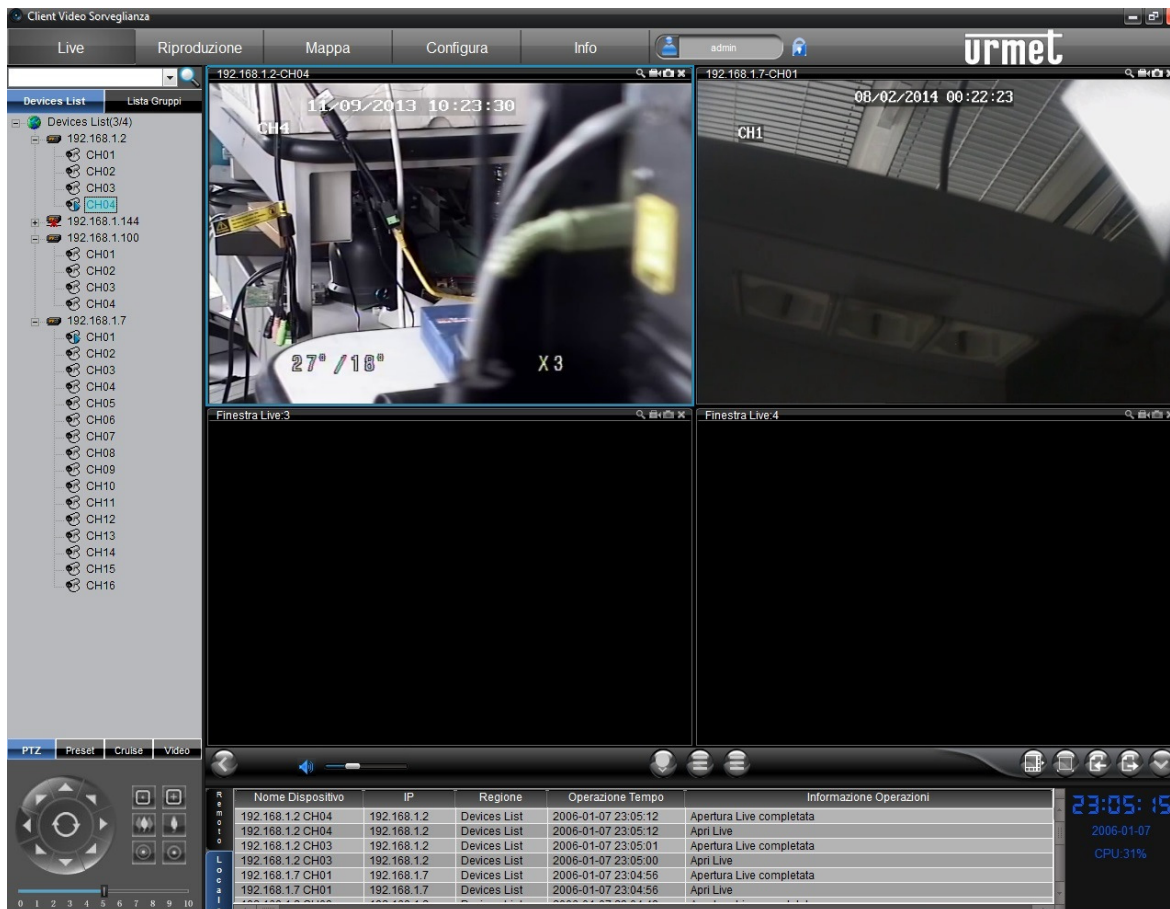 Client Video Sorveglianza
Live Riproduzione Mappa Configura Info admin urmet
Devices List Lista Gruppi
Devices List(3/4)
192.168.1.2
CH01
CH02
CH03
CH04
192.168.1.144
192.168.1.100
CH01
CH02
CH03
CH04
192.168.1.7
CH01
CH02
CH03
CH04
CH05
CH06
CH07
CH08
CH09
CH10
CH11
CH12
CH13
CH14
CH15
CH16
192.168.1.2-CH04
11/09/2013 10:23:30
CH4
27°/18° X3
192.168.1.7-CH01
08/02/2014 00:22:23
CH1
Finestra Live:3
Finestra Live:4
PTZ Preset Cruise Video
0 1 2 3 4 5 6 7 8 9 10
Remoto
Local
Nome Dispositivo IP Regione Operazione Tempo Informazione Operazioni
192.168.1.2 CH04 192.168.1.2 Devices List 2006-01-07 23:05:12 Apertura Live completata
192.168.1.2 CH04 192.168.1.2 Devices List 2006-01-07 23:05:12 Apri Live
192.168.1.2 CH03 192.168.1.2 Devices List 2006-01-07 23:05:01 Apertura Live completata
192.168.1.2 CH03 192.168.1.2 Devices List 2006-01-07 23:05:00 Apri Live
192.168.1.7 CH01 192.168.1.7 Devices List 2006-01-07 23:04:56 Apertura Live completata
192.168.1.7 CH01 192.168.1.7 Devices List 2006-01-07 23:04:56 Apri Live
23:05:15
2006-01-07
CPU:31%